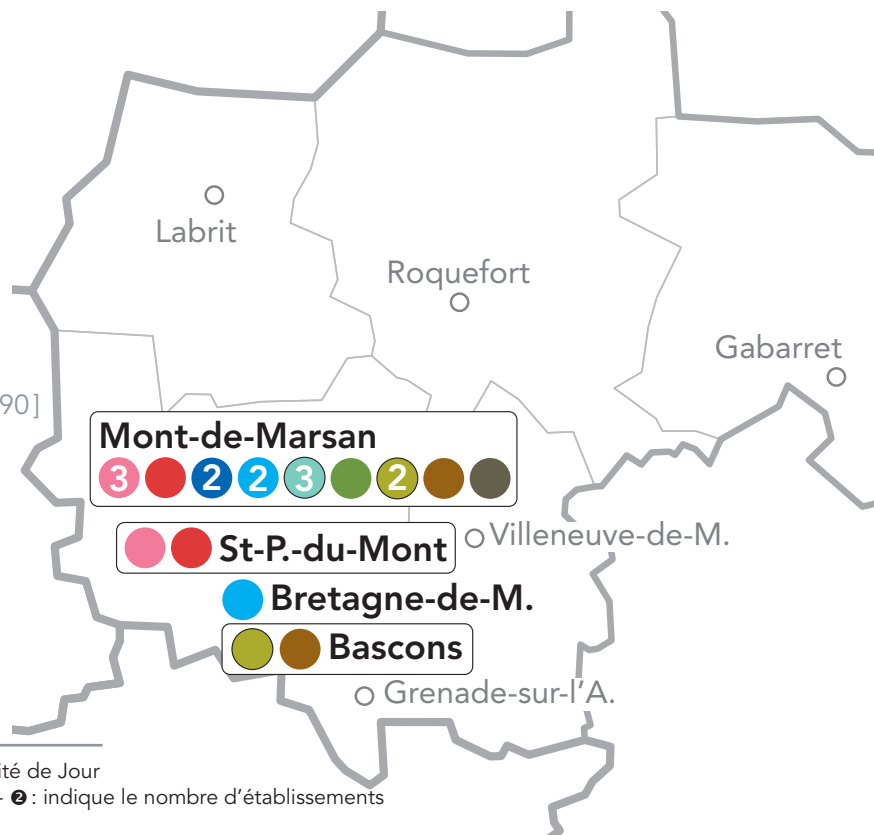 Labrit
Roquefort
Gabarret
90]
Mont-de-Marsan
3 2 2 3 2
St-P.-du-Mont
Villeneuve-de-M.
Bretagne-de-M.
Bascons
Grenade-sur-l'A.
ité de Jour
- ❷ : indique le nombre d'établissements